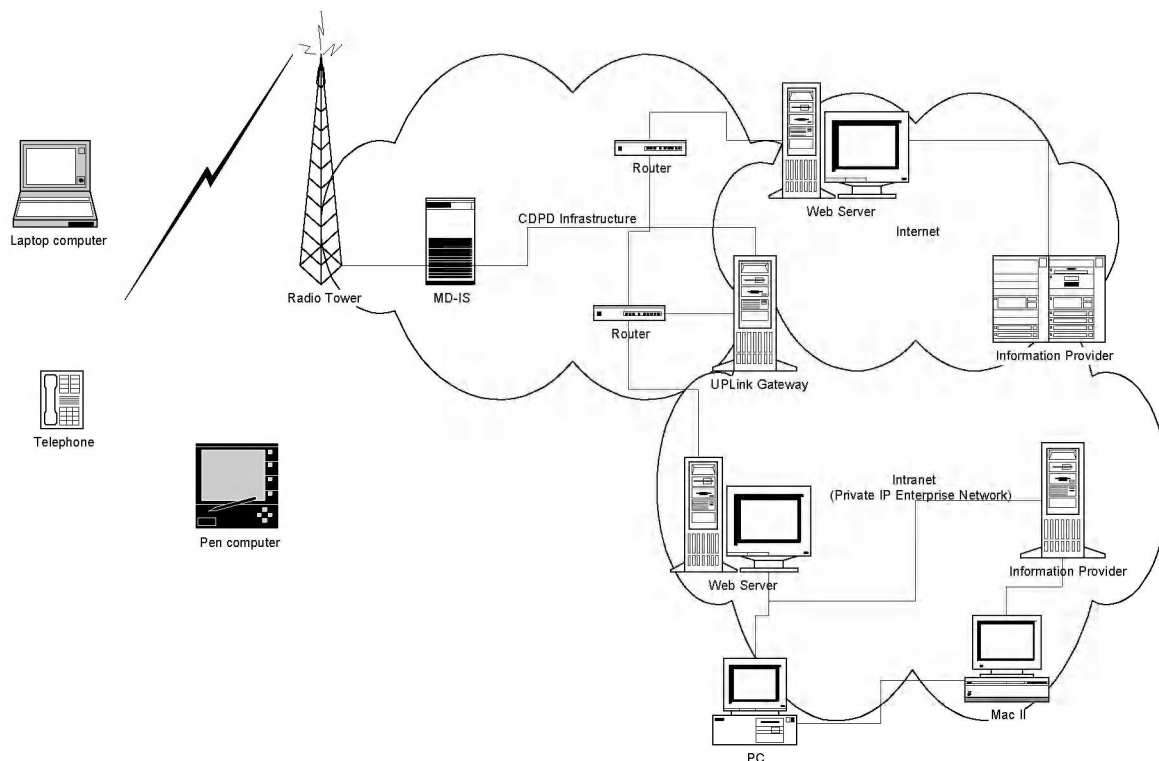 Laptop computer
Telephone
Pen computer
Radio Tower
MD-IS
CDPD Infrastructure
Router
Router
UPLink Gateway
Web Server
Internet
Information Provider
Intranet
(Private IP Enterprise Network)
Web Server
Information Provider
Mac II
PC